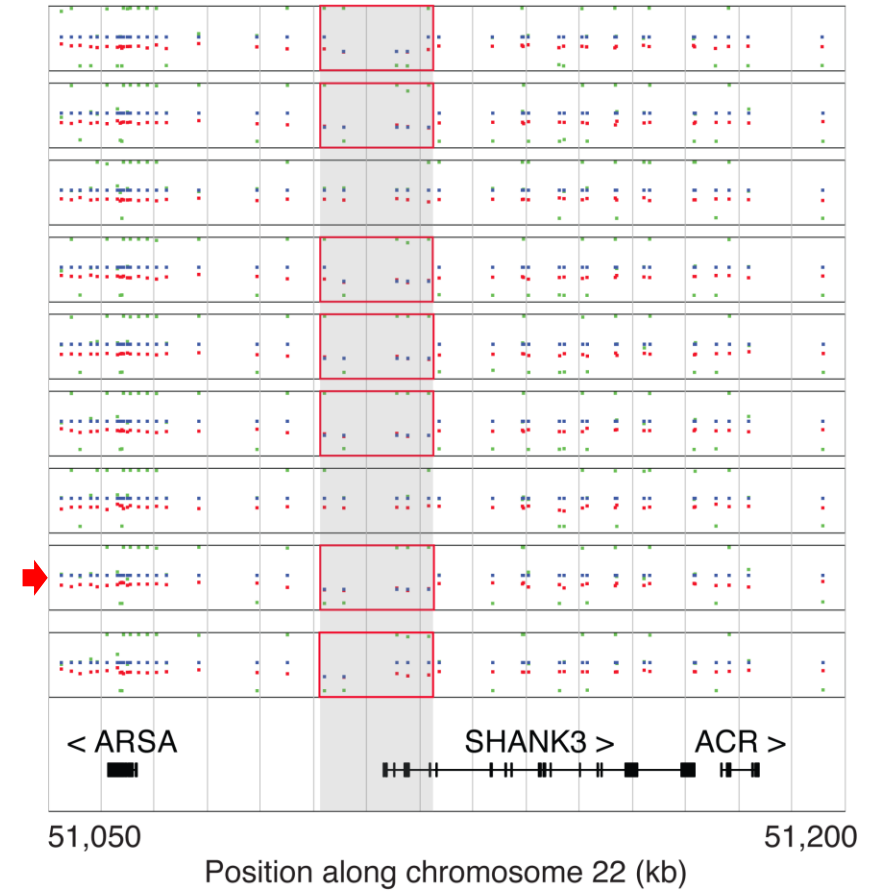 < ARSA SHANK3 > ACR >
51,050 51,200
Position along chromosome 22 (kb)